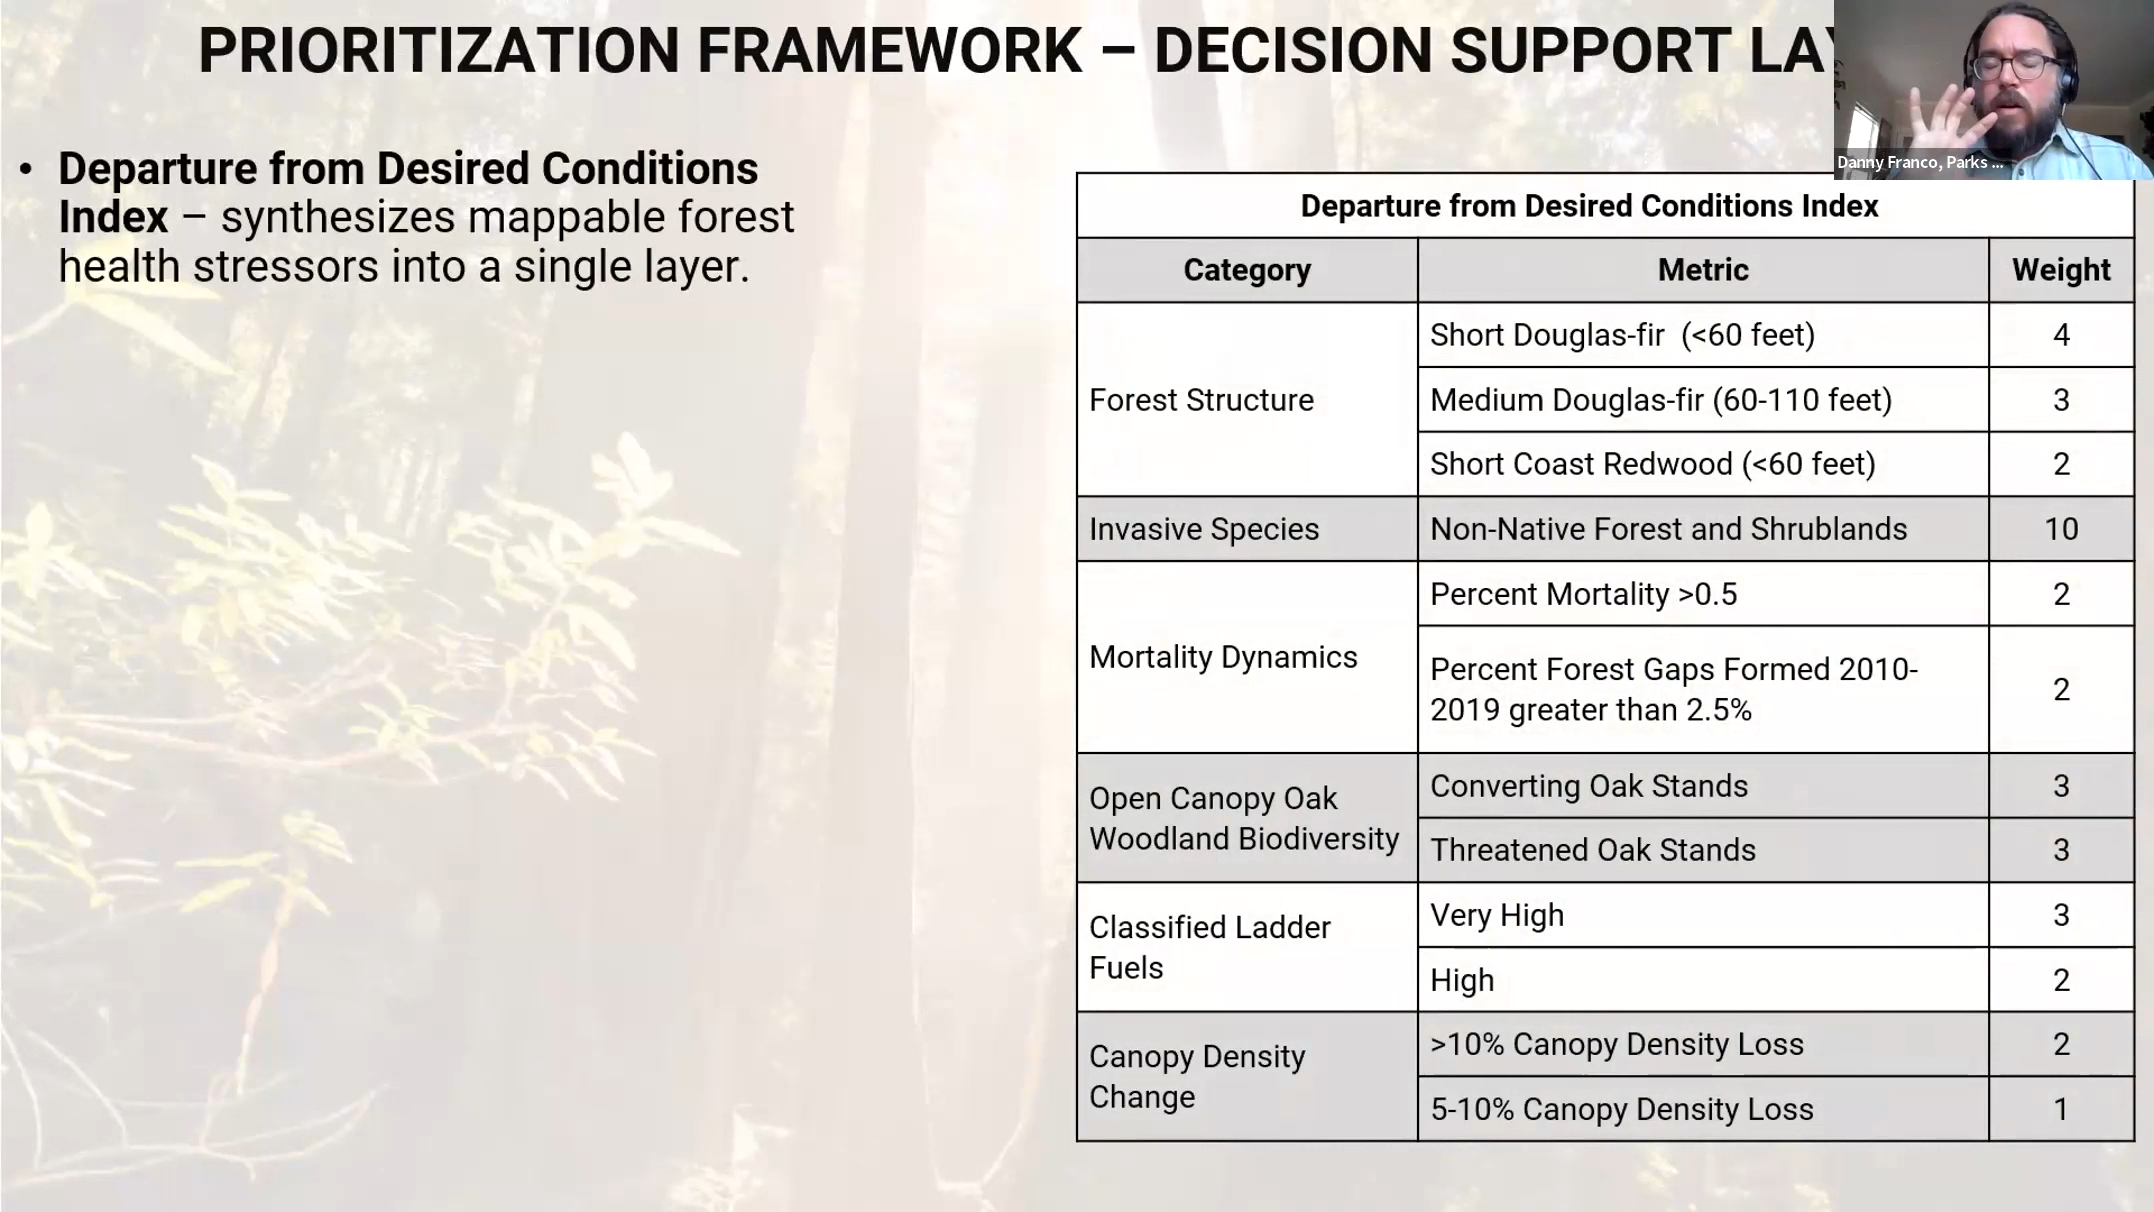 PRIORITIZATION FRAMEWORK – DECISION SUPPORT
Danny Franco, Parks ...
• Departure from Desired Conditions
Index – synthesizes mappable forest
health stressors into a single layer.
Departure from Desired Conditions Index
Category Metric Weight
Forest Structure
Short Douglas-fir (<60 feet) 4
Medium Douglas-fir (60-110 feet) 3
Short Coast Redwood (<60 feet) 2
Invasive Species Non-Native Forest and Shrublands 10
Mortality Dynamics
Percent Mortality >0.5 2
Percent Forest Gaps Formed 2010-
2019 greater than 2.5% 2
Open Canopy Oak
Woodland Biodiversity
Converting Oak Stands 3
Threatened Oak Stands 3
Classified Ladder
Fuels
Very High 3
High 2
Canopy Density
Change
>10% Canopy Density Loss 2
5-10% Canopy Density Loss 1